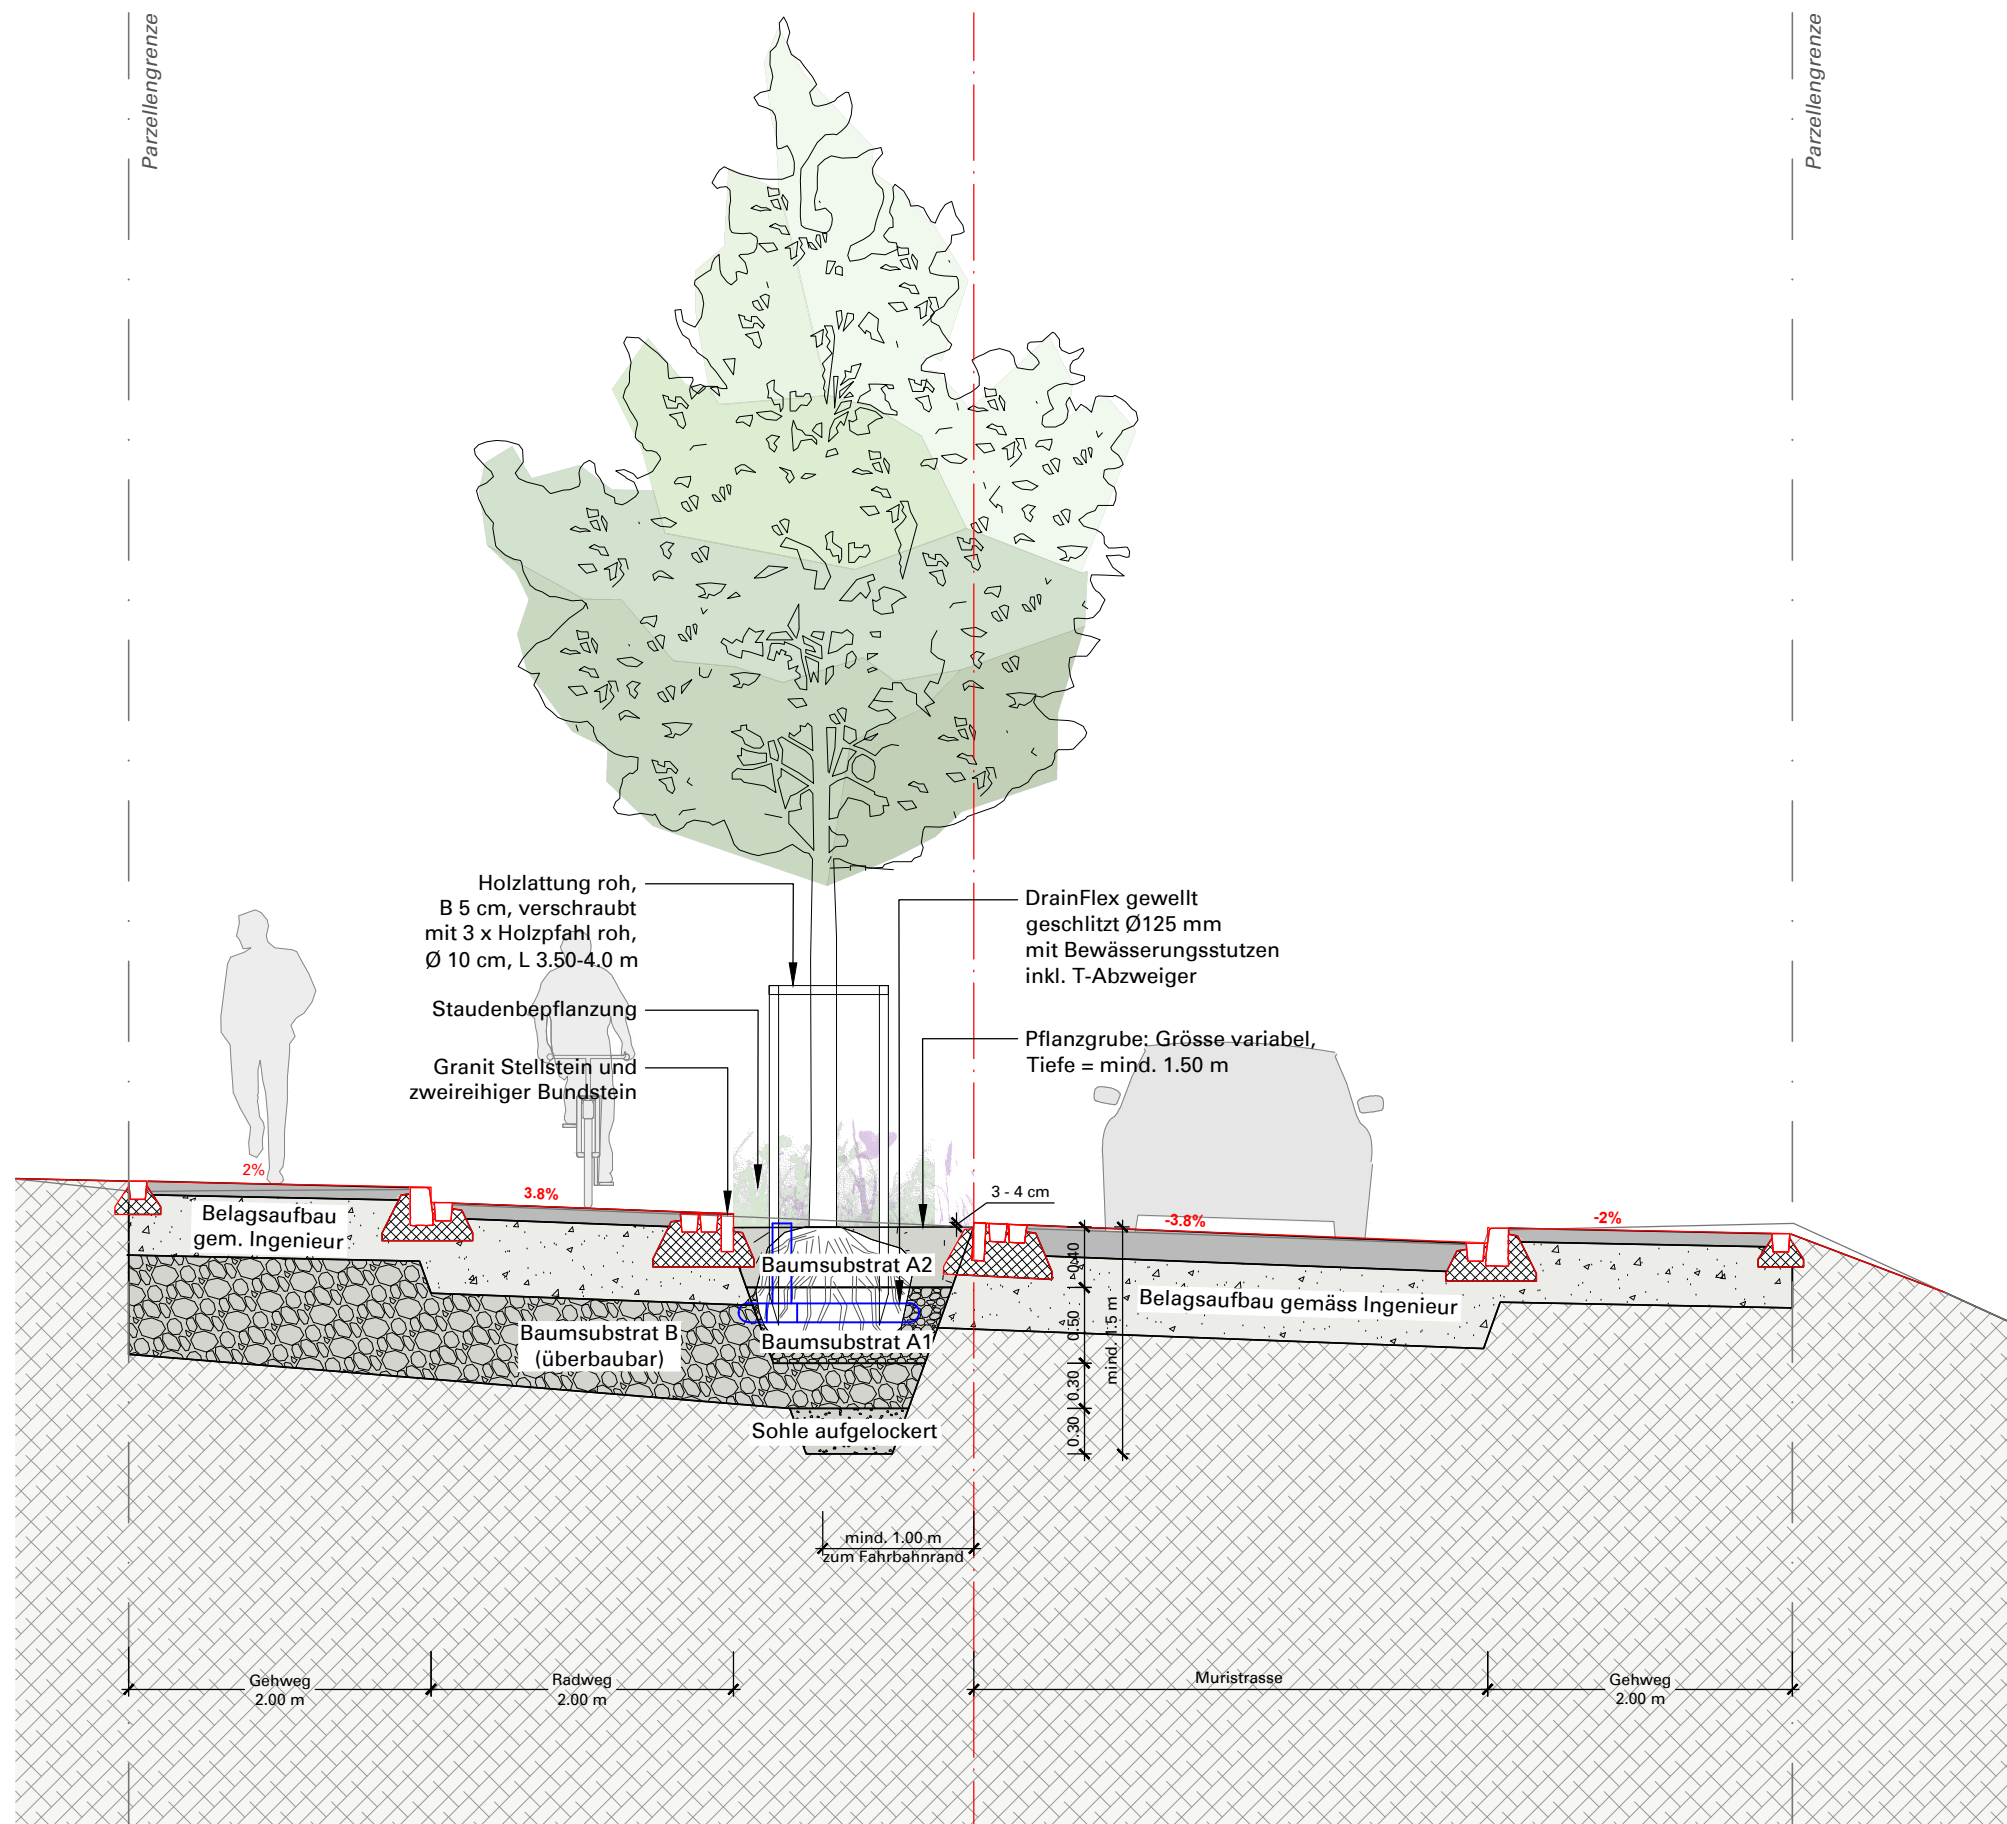 Parzellengrenze
Parzellengrenze
Holzlattung roh,
B 5 cm, verschraubt
mit 3 x Holzpfahl roh,
Ø 10 cm, L 3.50-4.0 m
Staudenbepflanzung
Granit Stellstein und
zweireihiger Bundstein
DrainFlex gewellt
geschlitzt Ø125 mm
mit Bewässerungsstutzen
inkl. T-Abzweiger
Pflanzgrube: Grösse variabel,
Tiefe = mind. 1.50 m
2%
3.8%
3 - 4 cm
-3.8%
-2%
Belagsaufbau
gem. Ingenieur
Baumsubstrat A2
Baumsubstrat B
(überbaubar)
Baumsubstrat A1
Sohle aufgelockert
Belagsaufbau gemäss Ingenieur
0.40
0.50
0.30
0.30
mind. 1.5 m
mind. 1.00 m
zum Fahrbahnrand
Gehweg
2.00 m
Radweg
2.00 m
Muristrasse
Gehweg
2.00 m